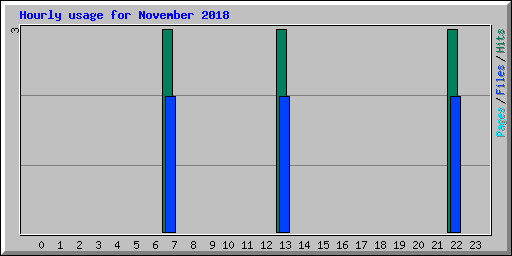 Hourly usage for November 2018
3
Pages/Files/Hits
0 1 2 3 4 5 6 7 8 9 10 11 12 13 14 15 16 17 18 19 20 21 22 23